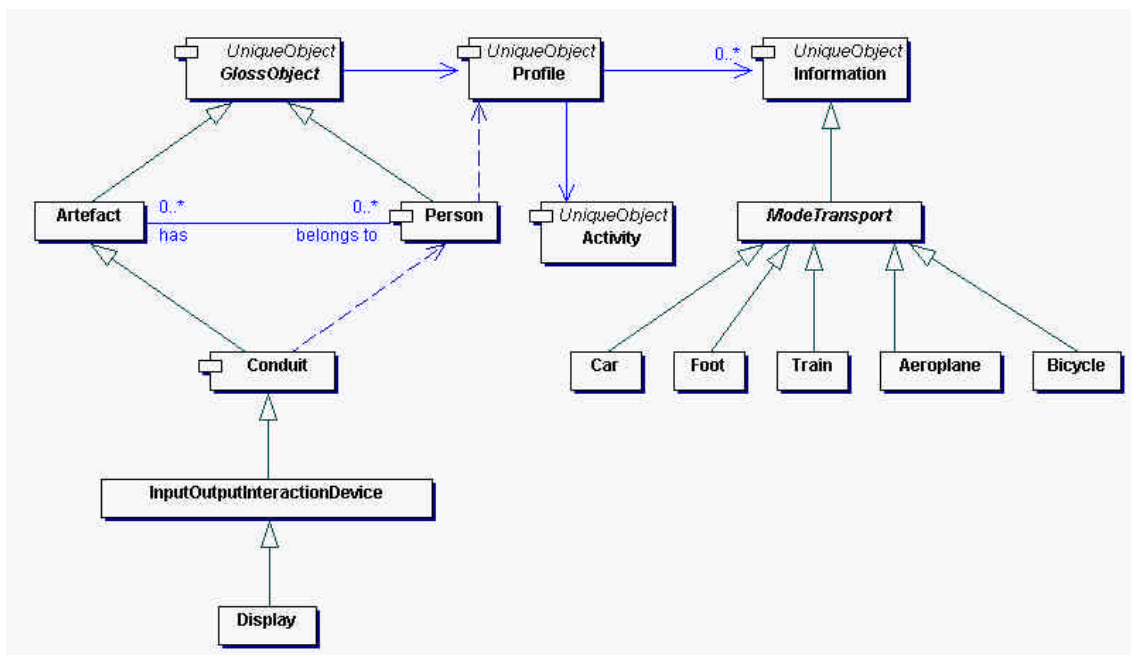 UniqueObject
GlossObject
UniqueObject
Profile
0..*
UniqueObject
Information
Artefact
0..*
has
0..*
belongs to
Person
UniqueObject
Activity
ModeTransport
Conduit
Car
Foot
Train
Aeroplane
Bicycle
InputOutputInteractionDevice
Display